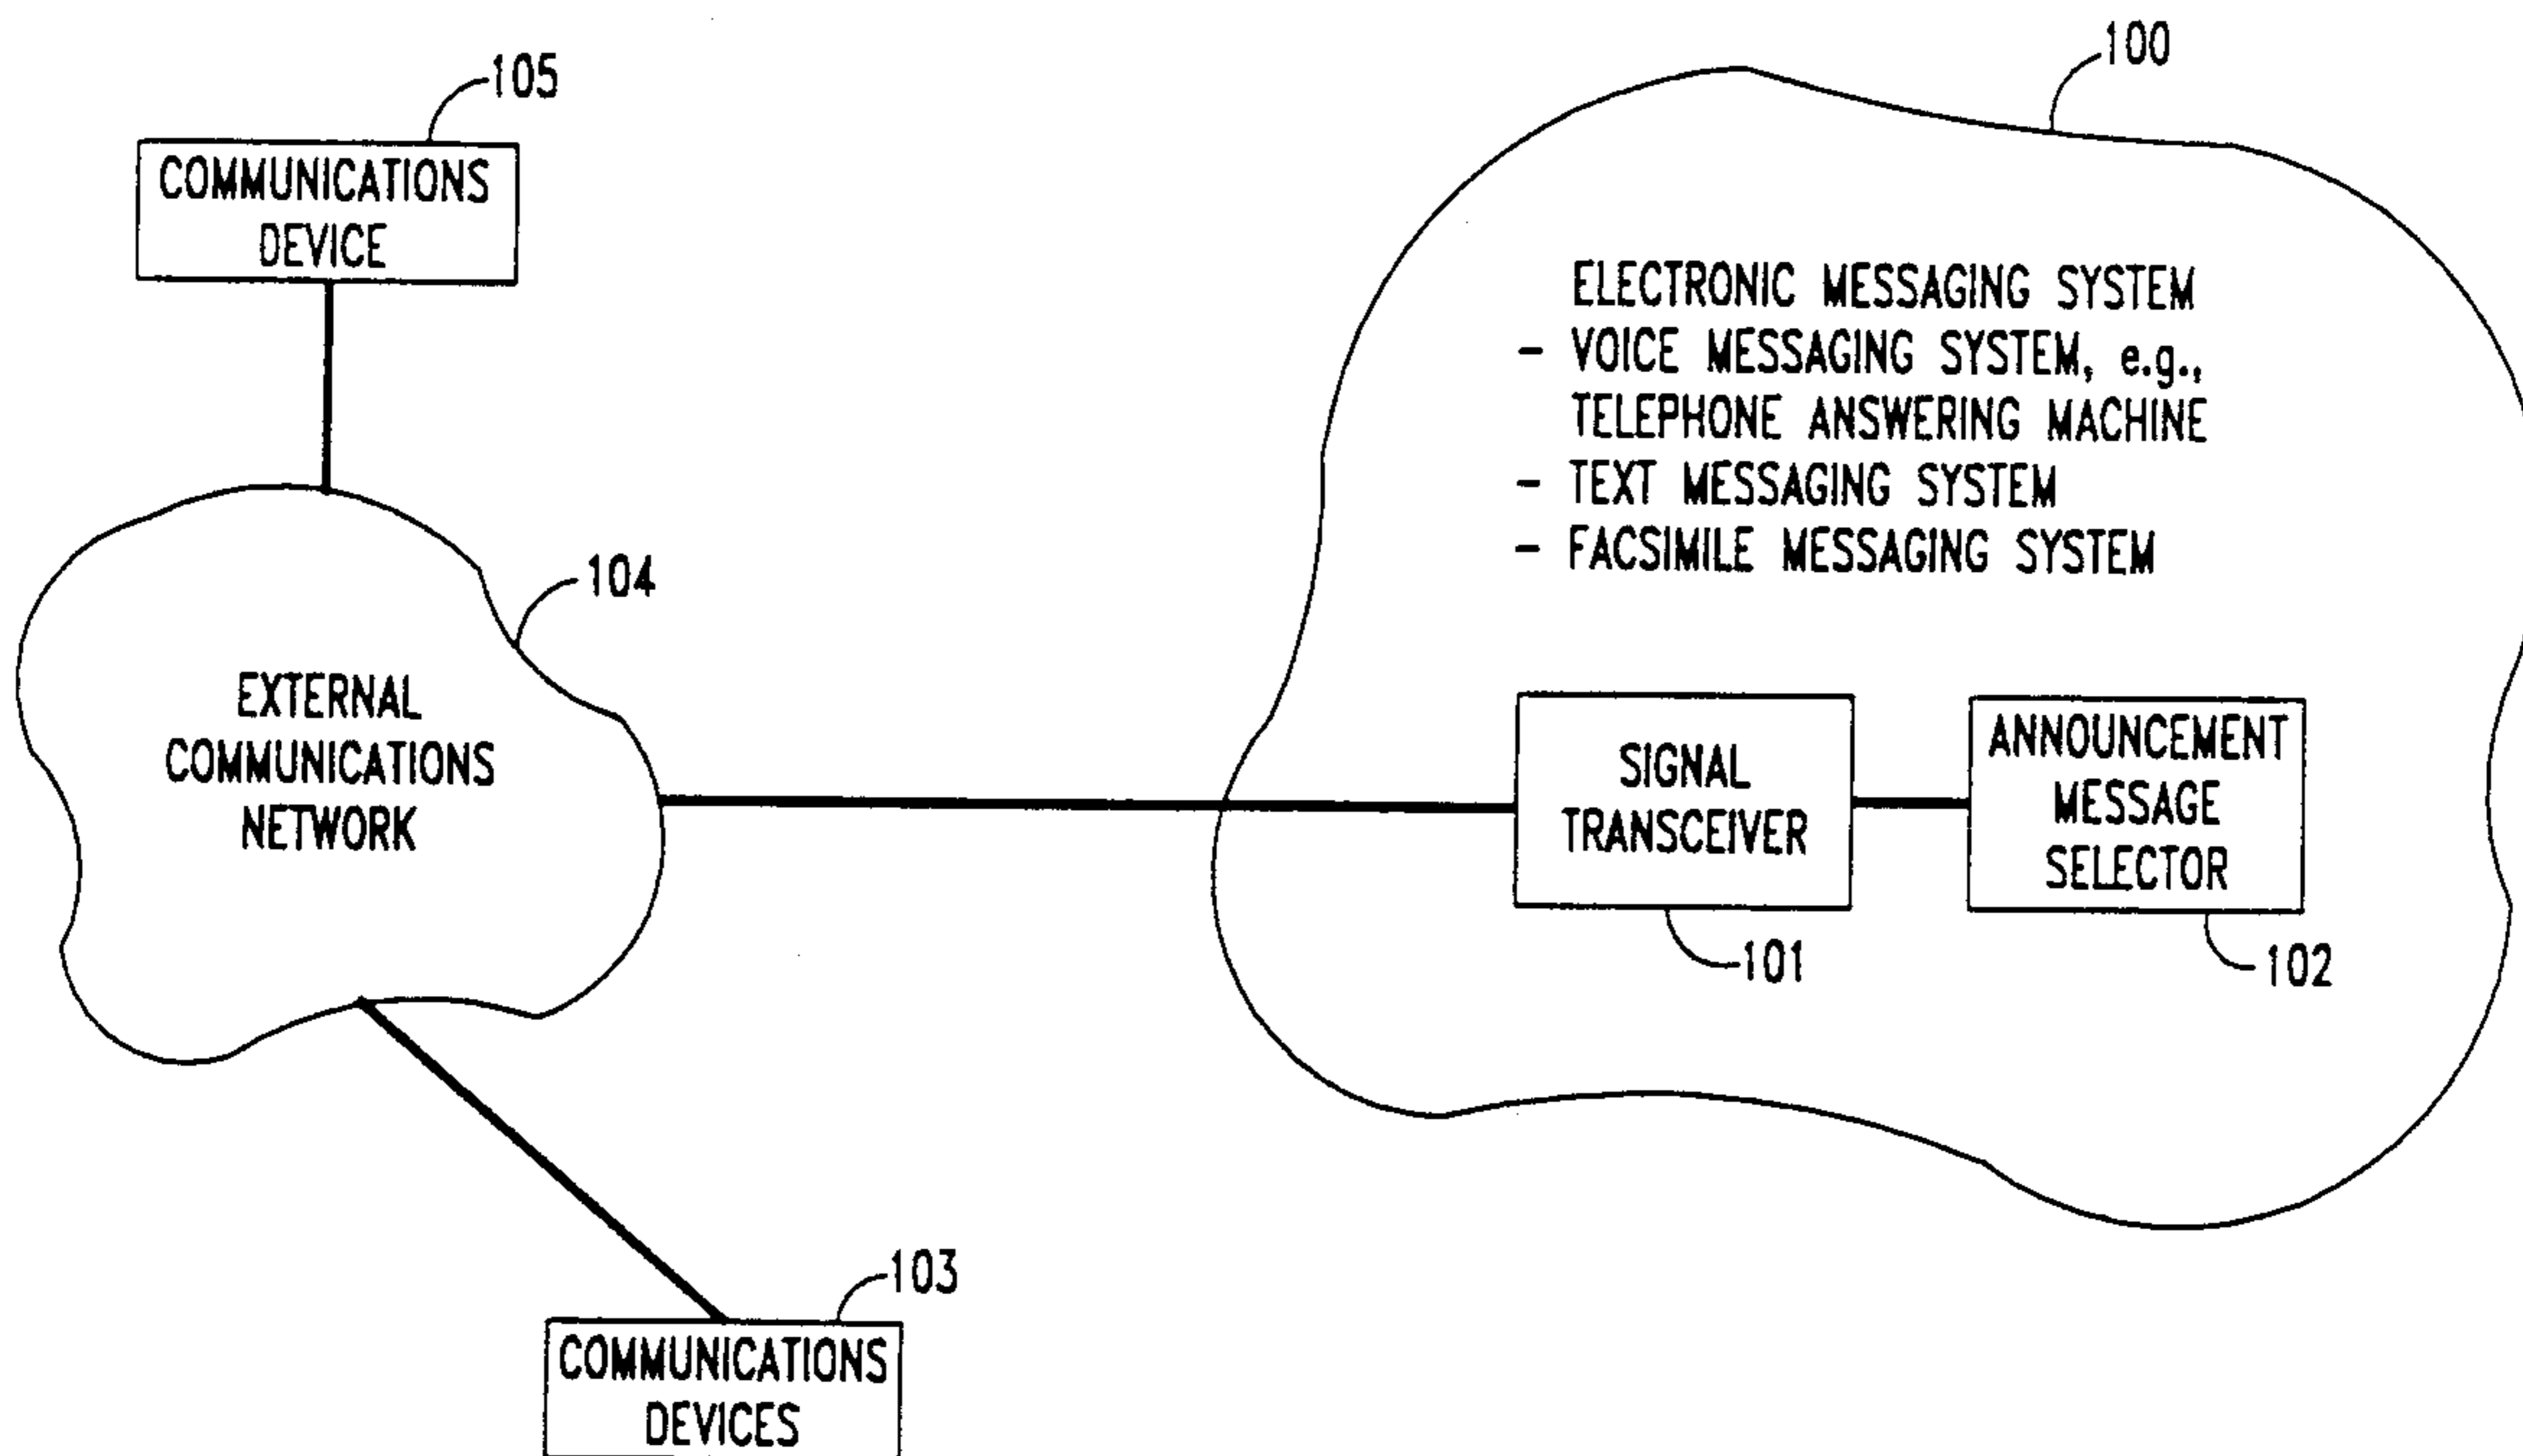 105
COMMUNICATIONS
DEVICE
104
EXTERNAL
COMMUNICATIONS
NETWORK
103
COMMUNICATIONS
DEVICES
100
ELECTRONIC MESSAGING SYSTEM
- VOICE MESSAGING SYSTEM, e.g.,
TELEPHONE ANSWERING MACHINE
- TEXT MESSAGING SYSTEM
- FACSIMILE MESSAGING SYSTEM
SIGNAL
TRANSCEIVER
101
ANNOUNCEMENT
MESSAGE
SELECTOR
102